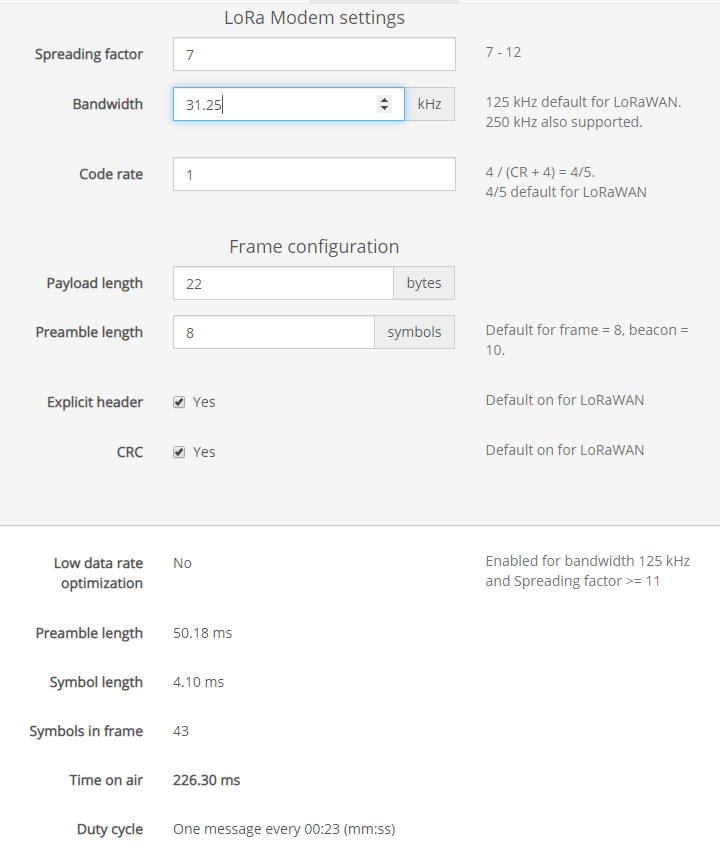 LoRa Modem settings
Spreading factor 7 7 - 12
Bandwidth 31.25 kHz 125 kHz default for LoRaWAN.
250 kHz also supported.
Code rate 1 4 / (CR + 4) = 4/5.
4/5 default for LoRaWAN
Frame configuration
Payload length 22 bytes
Preamble length 8 symbols Default for frame = 8, beacon =
10.
Explicit header Yes Default on for LoRaWAN
CRC Yes Default on for LoRaWAN
Low data rate No Enabled for bandwidth 125 kHz
optimization and Spreading factor >= 11
Preamble length 50.18 ms
Symbol length 4.10 ms
Symbols in frame 43
Time on air 226.30 ms
Duty cycle One message every 00:23 (mm:ss)